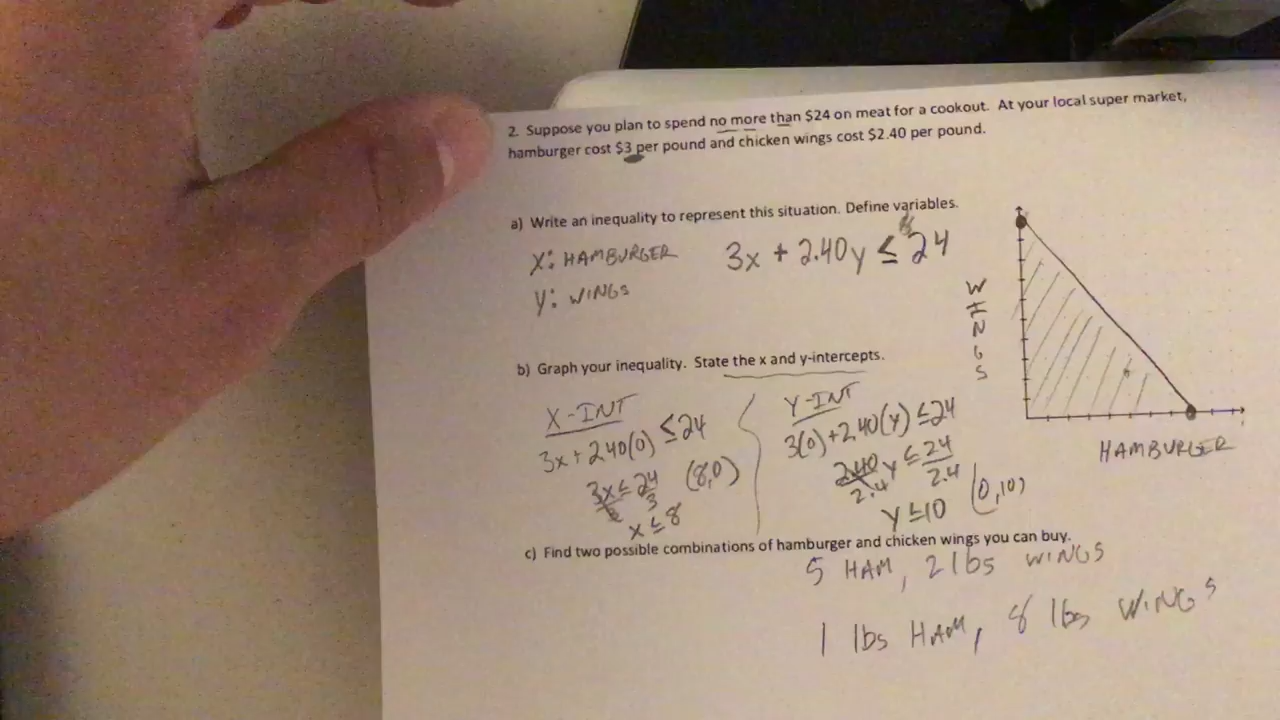 2. Suppose you plan to spend no more than $24 on meat for a cookout. At your local super market,
hamburger cost $3 per pound and chicken wings cost $2.40 per pound.
a) Write an inequality to represent this situation. Define variables.
X: HAMBURGER
3x + 2.40y ≤ 24
Y: WINGS
WINGS
HAMBURGER
b) Graph your inequality. State the x and y-intercepts.
X-INT
3x + 2.40(0) ≤ 24
3x ≤ 24
3 3
(8,0)
x ≤ 8
Y-INT
3(0)+2.40(y) ≤ 24
2.40y ≤ 24
2.4 2.4
y ≤ 10
(0,10)
c) Find two possible combinations of hamburger and chicken wings you can buy.
5 HAM, 2 lbs WINGS
1 lbs HAM, 8 lbs WINGS